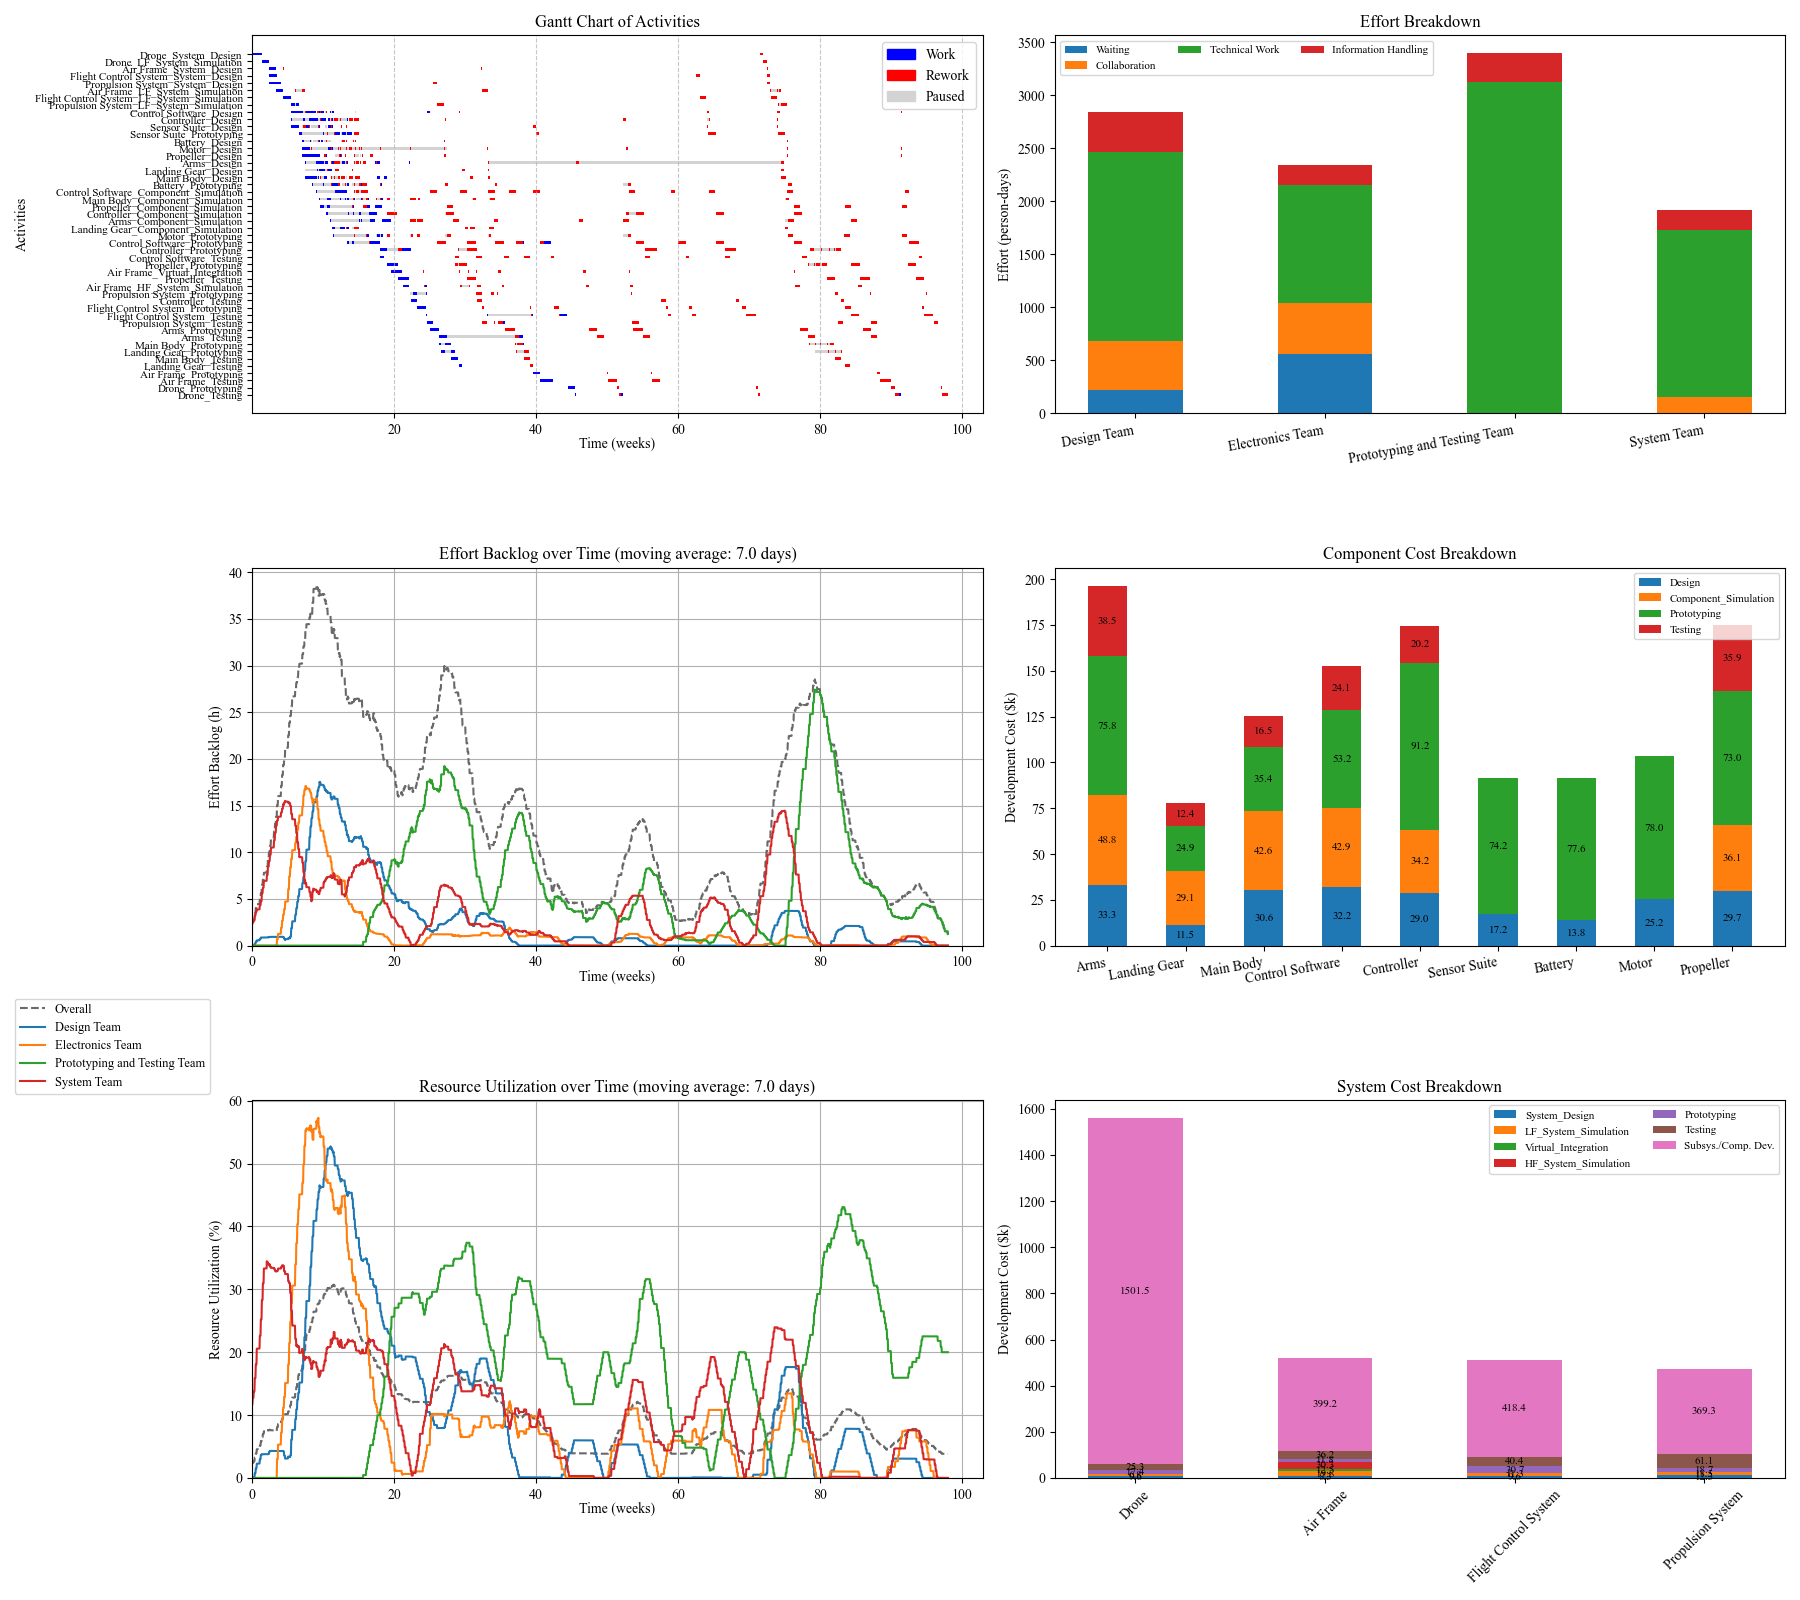 Gantt Chart of Activities
Activities
Drone_System_Design
Drone_LF_System_Simulation
Air Frame_System_Design
Flight Control System_System_Design
Propulsion System_System_Design
Air Frame_LF_System_Simulation
Flight Control System_LF_System_Simulation
Propulsion System_LF_System_Simulation
Control Software_Design
Controller_Design
Sensor Suite_Design
Sensor Suite_Prototyping
Battery_Design
Motor_Design
Propeller_Design
Arms_Design
Landing Gear_Design
Main Body_Design
Battery_Prototyping
Control Software_Component_Simulation
Main Body_Component_Simulation
Propeller_Component_Simulation
Controller_Component_Simulation
Arms_Component_Simulation
Landing Gear_Component_Simulation
Motor_Prototyping
Control Software_Prototyping
Controller_Prototyping
Control Software_Testing
Propeller_Prototyping
Air Frame_Virtual_Integration
Propeller_Testing
Air Frame_HF_System_Simulation
Propulsion System_Prototyping
Controller_Testing
Flight Control System_Prototyping
Flight Control System_Testing
Propulsion System_Testing
Arms_Prototyping
Arms_Testing
Main Body_Prototyping
Landing Gear_Prototyping
Main Body_Testing
Landing Gear_Testing
Air Frame_Prototyping
Air Frame_Testing
Drone_Prototyping
Drone_Testing
Work
Rework
Paused
20 40 60 80 100
Time (weeks)
Effort Breakdown
Effort (person-days)
3500
3000
2500
2000
1500
1000
500
0
Waiting
Collaboration
Technical Work
Information Handling
Design Team
Electronics Team
Prototyping and Testing Team
System Team
Effort Backlog over Time (moving average: 7.0 days)
Effort Backlog (h)
40
35
30
25
20
15
10
5
0
0 20 40 60 80 100
Time (weeks)
Component Cost Breakdown
Development Cost ($k)
200
175
150
125
100
75
50
25
0
Design
Component_Simulation
Prototyping
Testing
38.5
75.8
48.8
33.3
12.4
24.9
29.1
11.5
16.5
35.4
42.6
30.6
24.1
53.2
42.9
32.2
20.2
91.2
34.2
29.0
74.2
17.2
77.6
13.8
78.0
25.2
35.9
73.0
36.1
29.7
Arms
Landing Gear
Main Body
Control Software
Controller
Sensor Suite
Battery
Motor
Propeller
Overall
Design Team
Electronics Team
Prototyping and Testing Team
System Team
Resource Utilization over Time (moving average: 7.0 days)
Resource Utilization (%)
60
50
40
30
20
10
0
0 20 40 60 80 100
Time (weeks)
System Cost Breakdown
Development Cost ($k)
1600
1400
1200
1000
800
600
400
200
0
System_Design
LF_System_Simulation
Virtual_Integration
HF_System_Simulation
Prototyping
Testing
Subsys./Comp. Dev.
1501.5
25.3
399.2
36.2
418.4
40.4
30.7
369.3
61.1
18.7
Drone
Air Frame
Flight Control System
Propulsion System